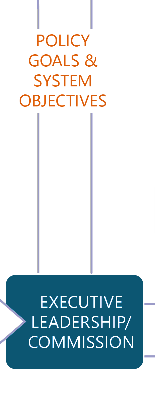 POLICY
GOALS &
SYSTEM
OBJECTIVES
EXECUTIVE
LEADERSHIP/
COMMISSION